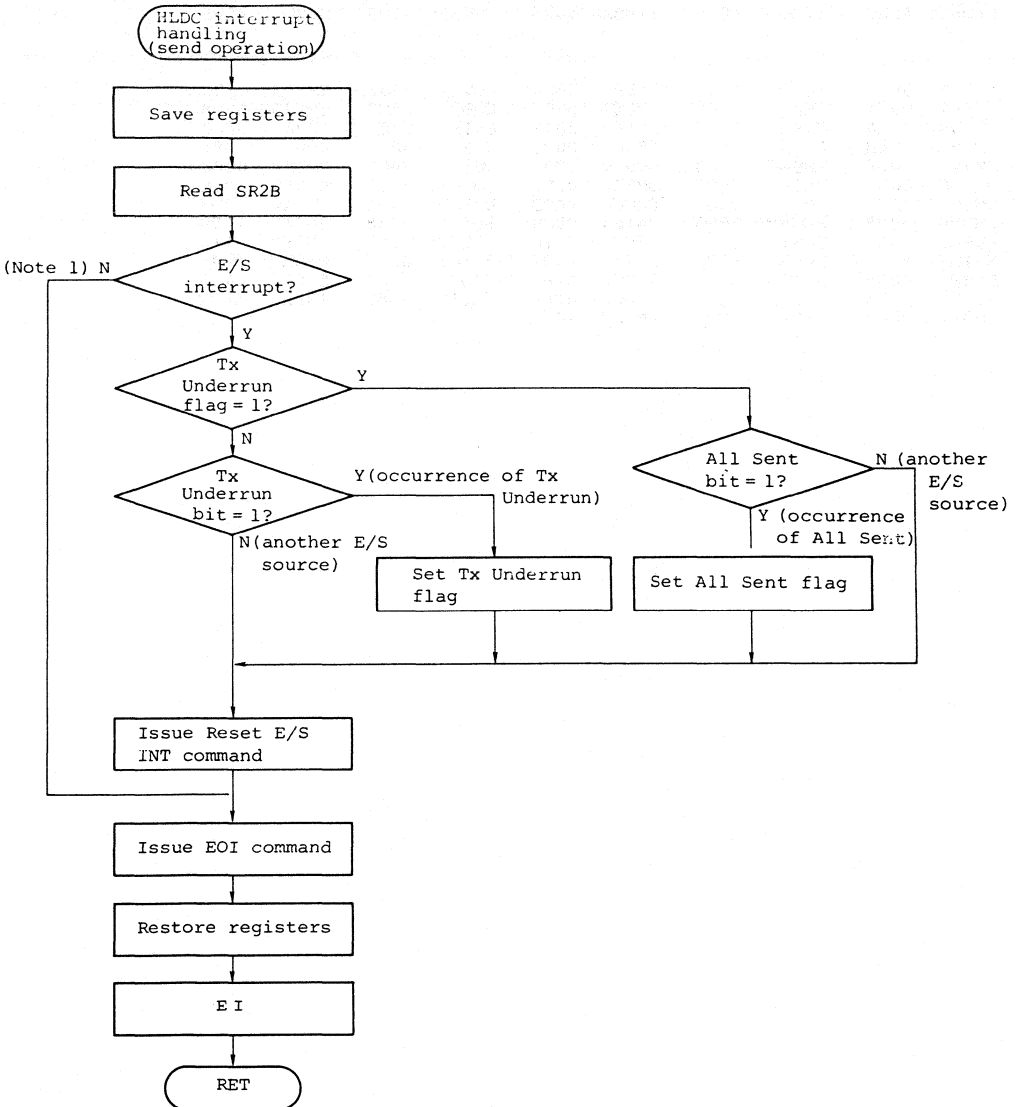 HLDC interrupt
handling
(send operation)
Save registers
Read SR2B
(Note 1) N
E/S
interrupt?
Y
Tx
Underrun
flag = 1?
Y
N
Tx
Underrun
bit = 1?
Y (occurrence of Tx
Underrun)
N (another E/S
source)
All Sent
bit = 1?
N (another
E/S
source)
Y (occurrence
of All Sent)
Set Tx Underrun
flag
Set All Sent flag
Issue Reset E/S
INT command
Issue EOI command
Restore registers
EI
RET